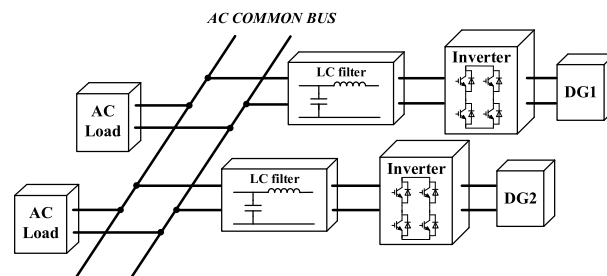 AC COMMON BUS
LC filter
Inverter
DG1
AC
Load
LC filter
Inverter
DG2
AC
Load